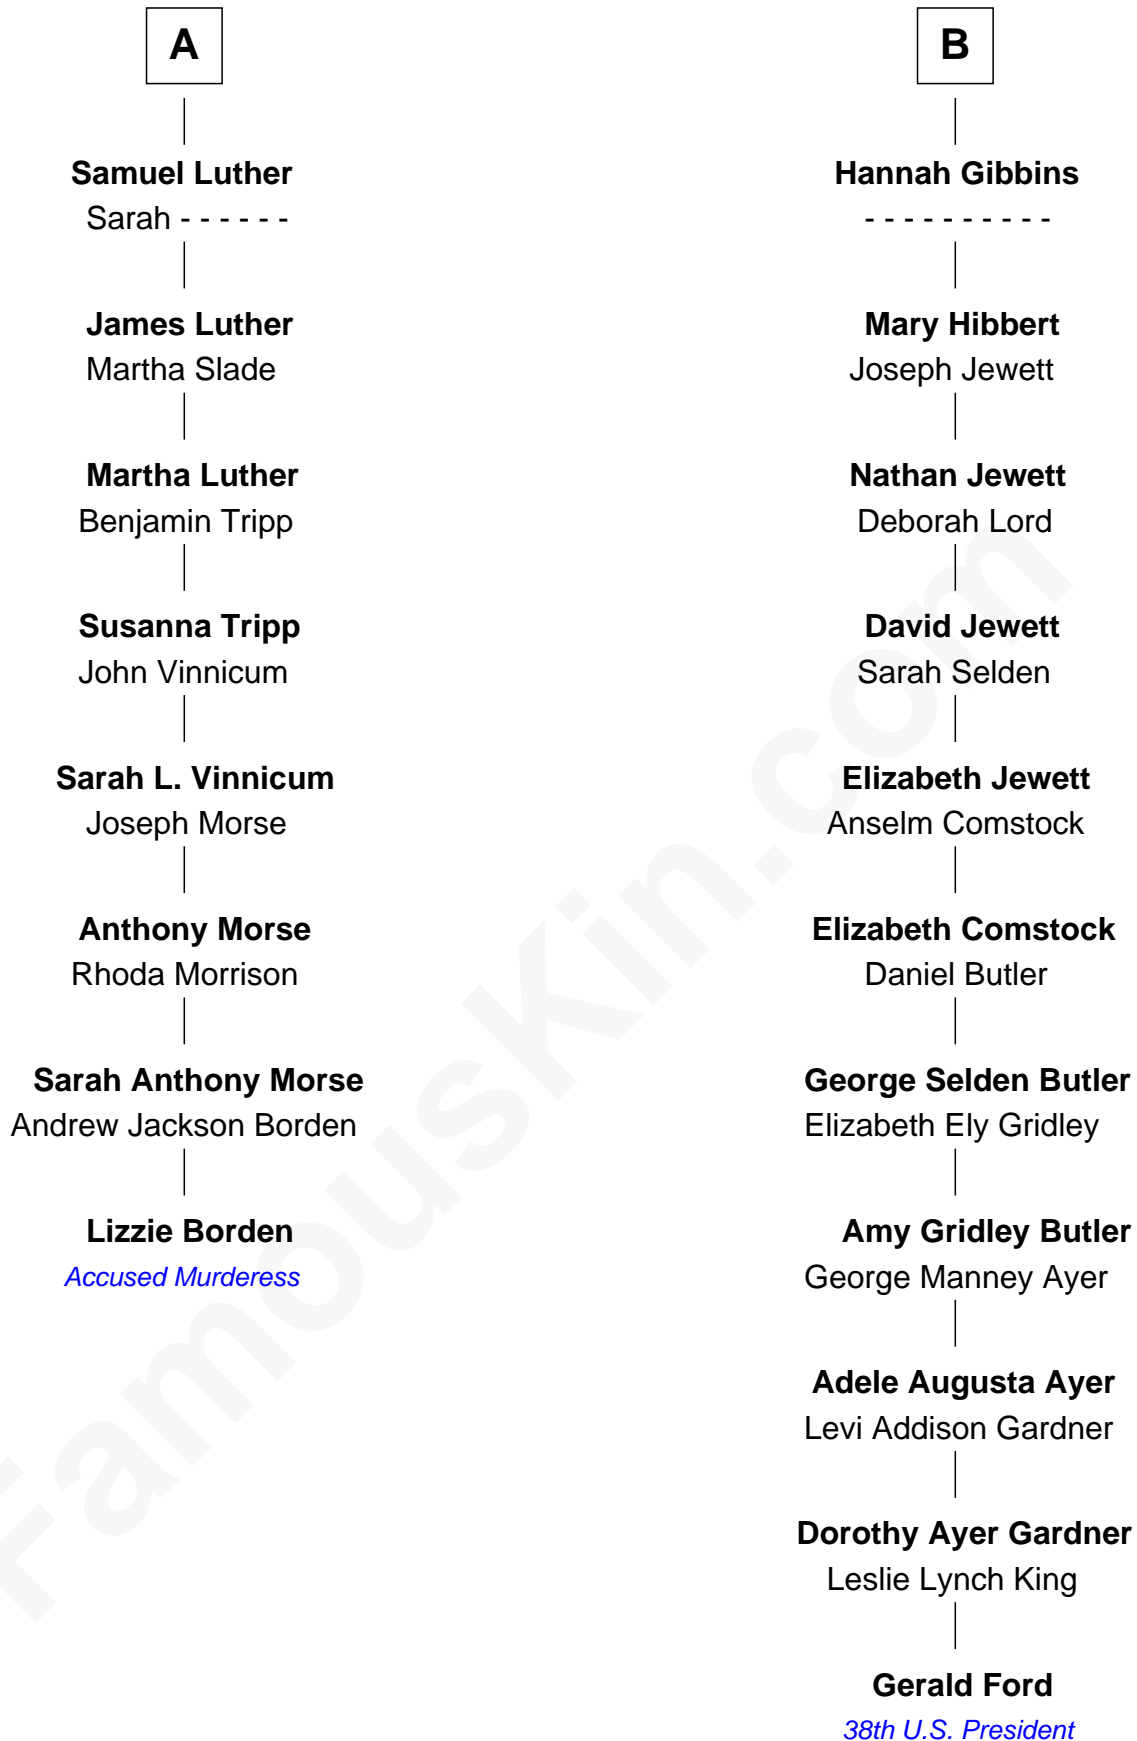 A
Samuel Luther
Sarah - - - - - -
James Luther
Martha Slade
Martha Luther
Benjamin Tripp
Susanna Tripp
John Vinnicum
Sarah L. Vinnicum
Joseph Morse
Anthony Morse
Rhoda Morrison
Sarah Anthony Morse
Andrew Jackson Borden
Lizzie Borden
Accused Murderess
B
Hannah Gibbins
- - - - - - - - - -
Mary Hibbert
Joseph Jewett
Nathan Jewett
Deborah Lord
David Jewett
Sarah Selden
Elizabeth Jewett
Anselm Comstock
Elizabeth Comstock
Daniel Butler
George Selden Butler
Elizabeth Ely Gridley
Amy Gridley Butler
George Manney Ayer
Adele Augusta Ayer
Levi Addison Gardner
Dorothy Ayer Gardner
Leslie Lynch King
Gerald Ford
38th U.S. President
FamousKin.com